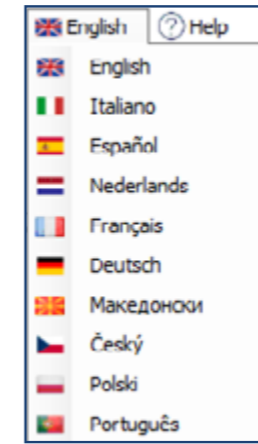 English Help
English
Italiano
Español
Nederlands
Français
Deutsch
Македонски
Český
Polski
Português